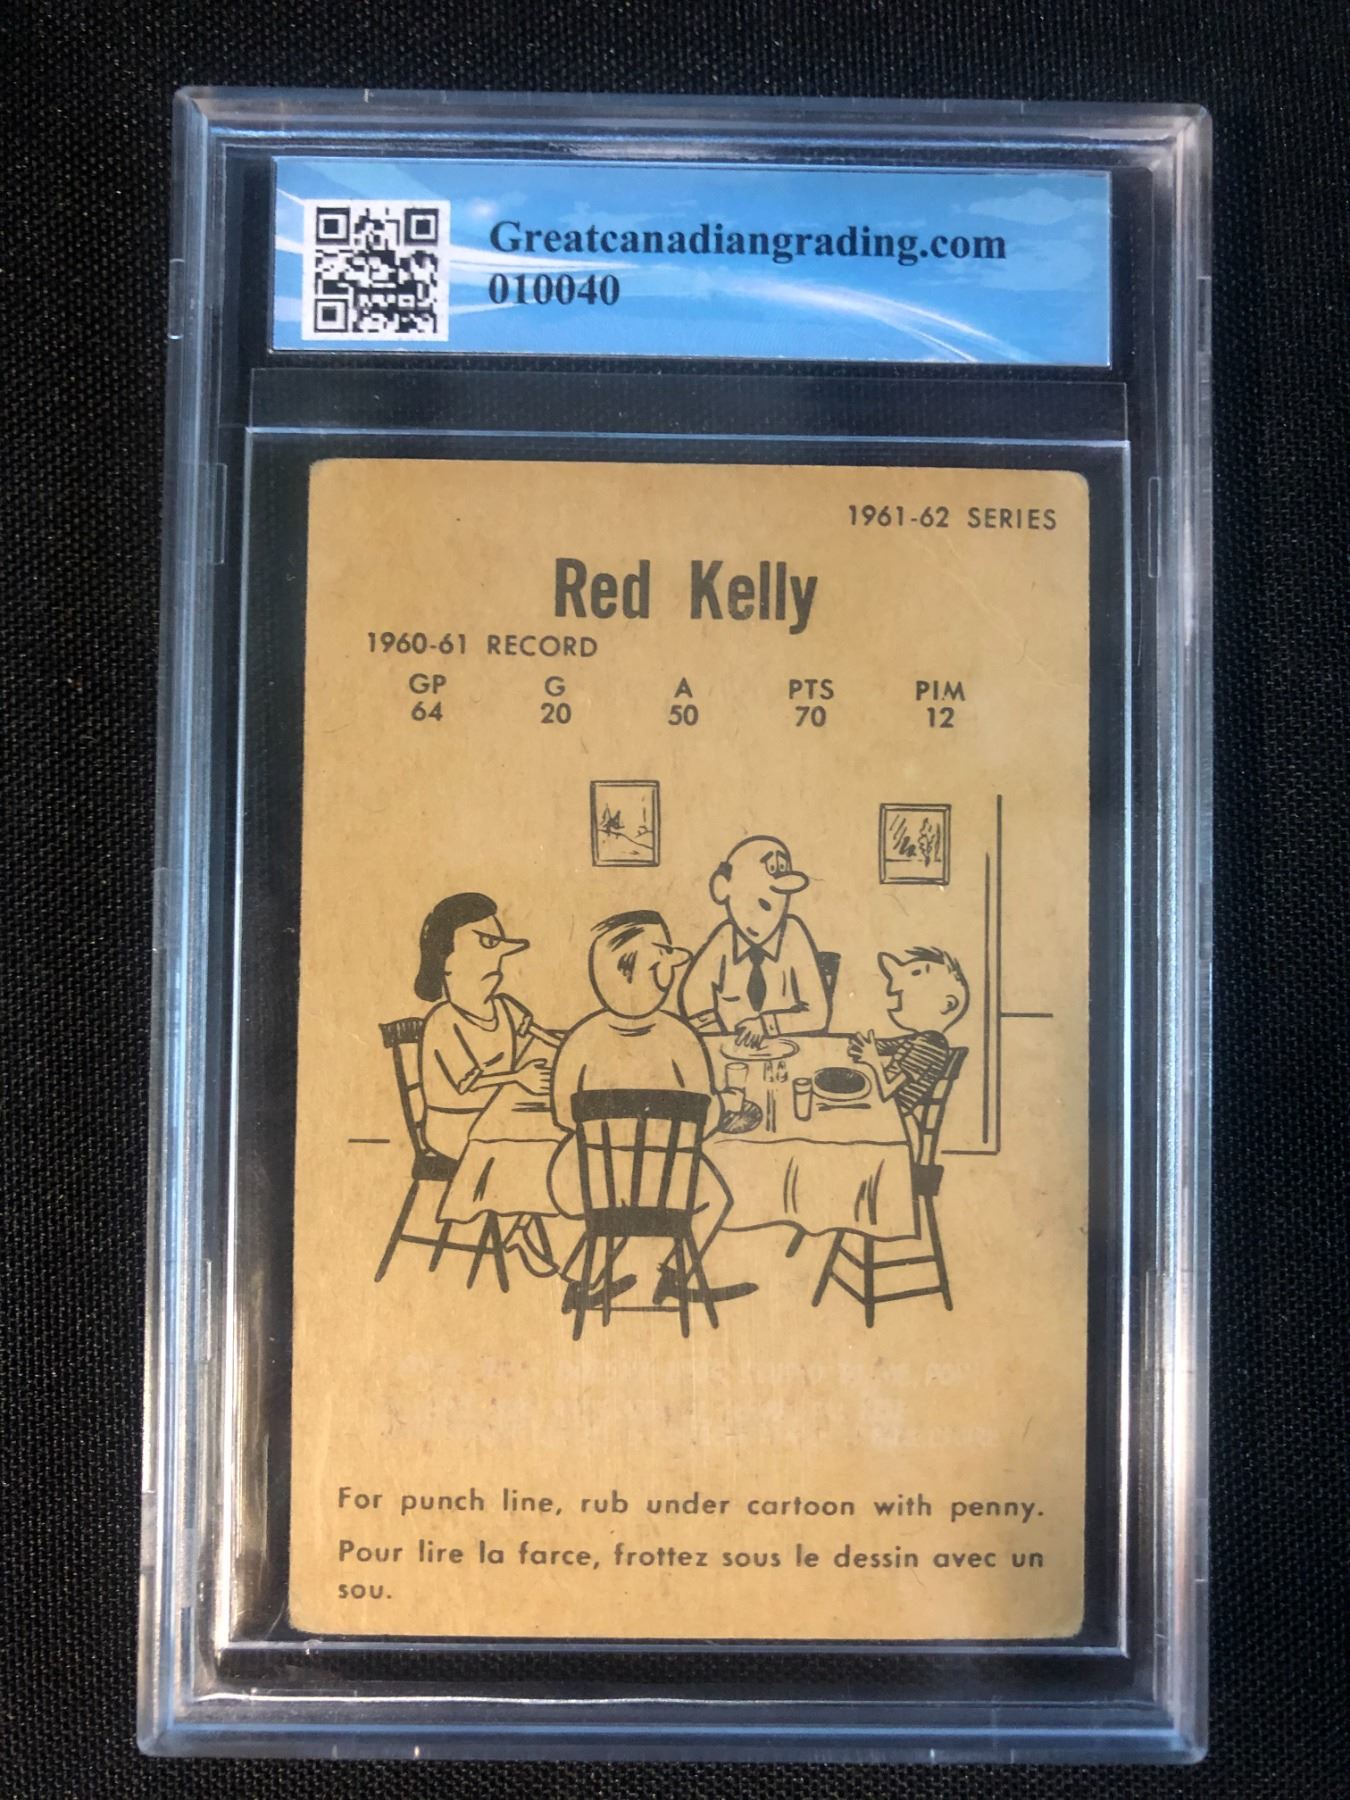 Greatcanadiangrading.com
010040
1961-62 SERIES
Red Kelly
1960-61 RECORD
GP G A PTS PIM
64 20 50 70 12
For punch line, rub under cartoon with penny.
Pour lire la farce, frottez sous le dessin avec un
sou.